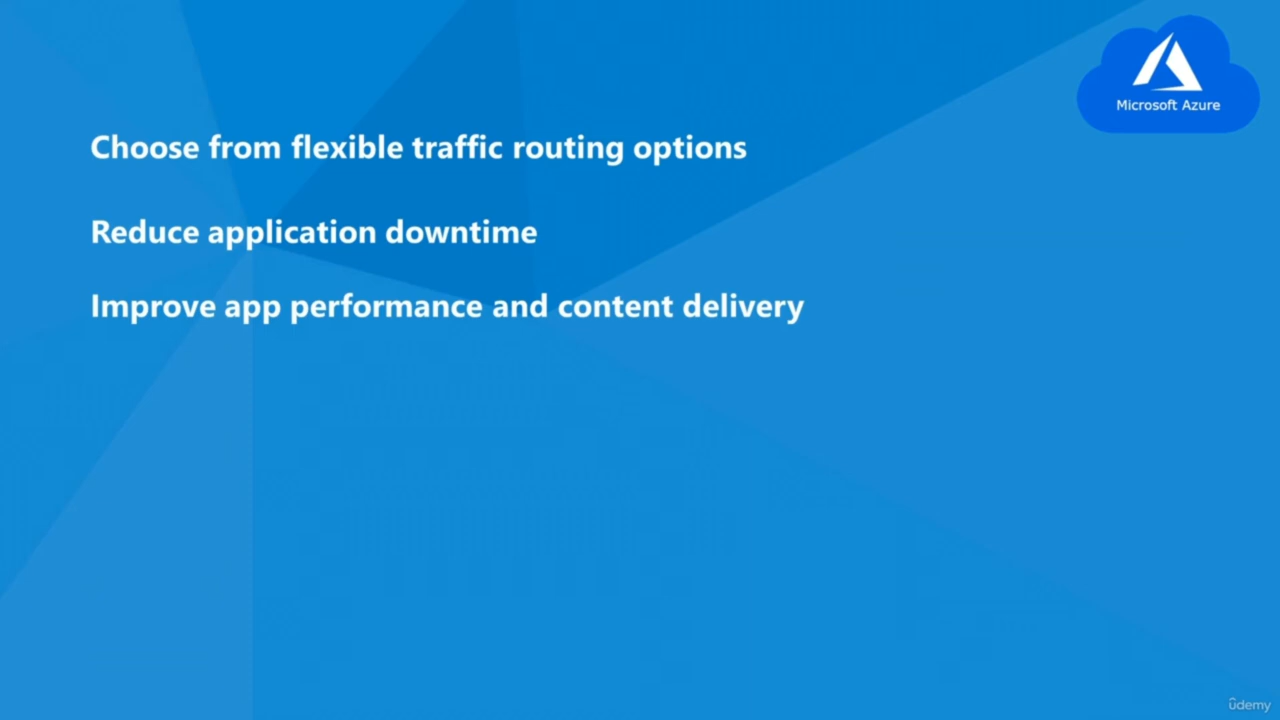 Microsoft Azure
Choose from flexible traffic routing options
Reduce application downtime
Improve app performance and content delivery
ûdemy